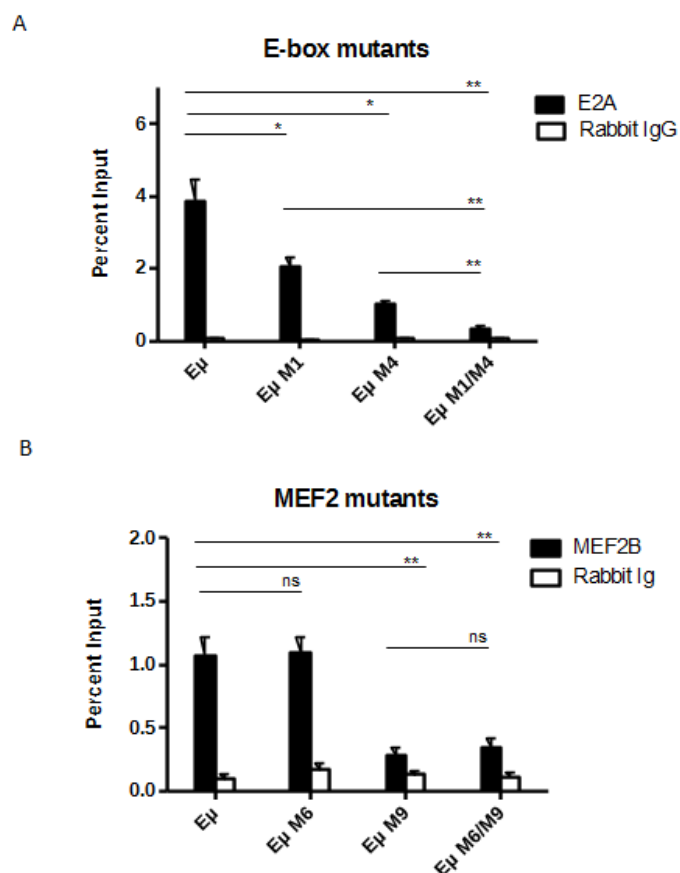 A
E-box mutants
**
E2A
*
Rabbit IgG
*
6
**
4
**
2
0
Percent Input
Eμ
Eμ M1
Eμ M4
Eμ M1/M4
B
MEF2 mutants
2.0
**
MEF2B
**
Rabbit Ig
ns
1.5
ns
1.0
0.5
0.0
Percent Input
Eμ
Eμ M6
Eμ M9
Eμ M6/M9